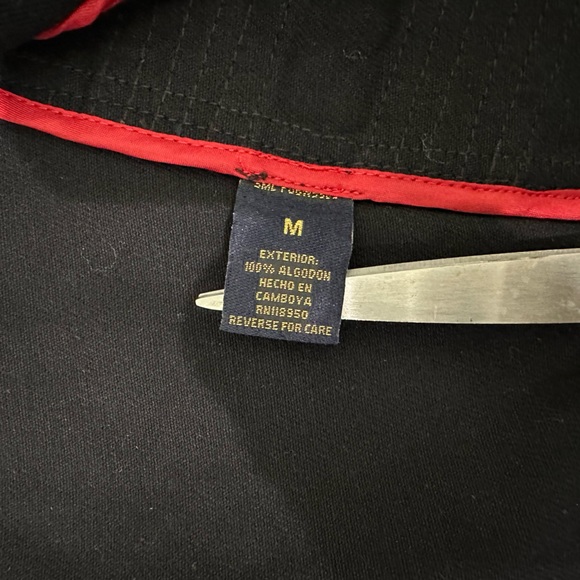 M
EXTERIOR:
100% ALGODON
HECHO EN
CAMBOYA
RN118950
REVERSE FOR CARE